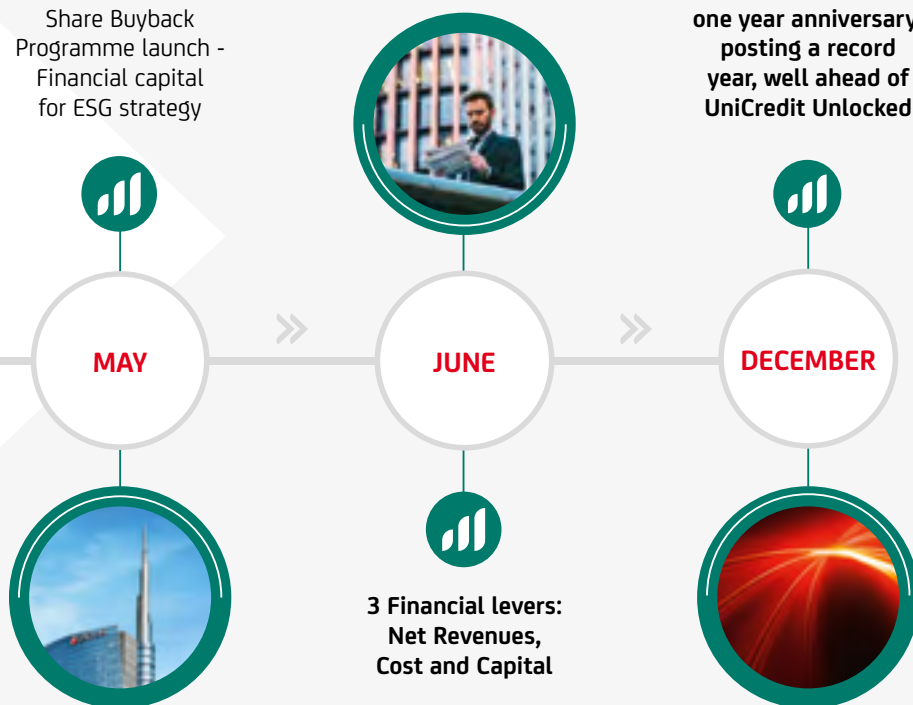 Share Buyback
Programme launch -
Financial capital
for ESG strategy
one year anniversary
posting a record
year, well ahead of
UniCredit Unlocked
MAY
JUNE
DECEMBER
3 Financial levers:
Net Revenues,
Cost and Capital